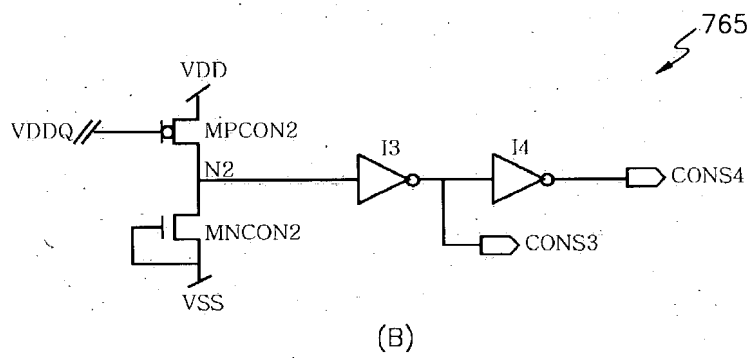 765
VDD
VDDQ
MPCON2
I3
I4
N2
CONS4
MNCON2
CONS3
VSS
(B)